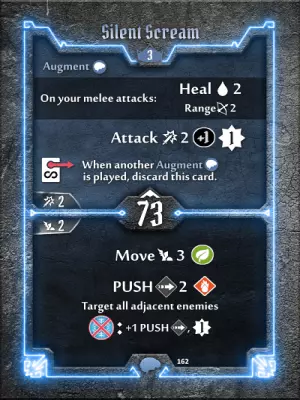 Silent Scream
3
Augment
On your melee attacks:
Heal 2
Range 2
Attack 2 +1 1
When another Augment
is played, discard this card.
2
2
73
Move 3
PUSH 2
Target all adjacent enemies
: +1 PUSH , 1
162